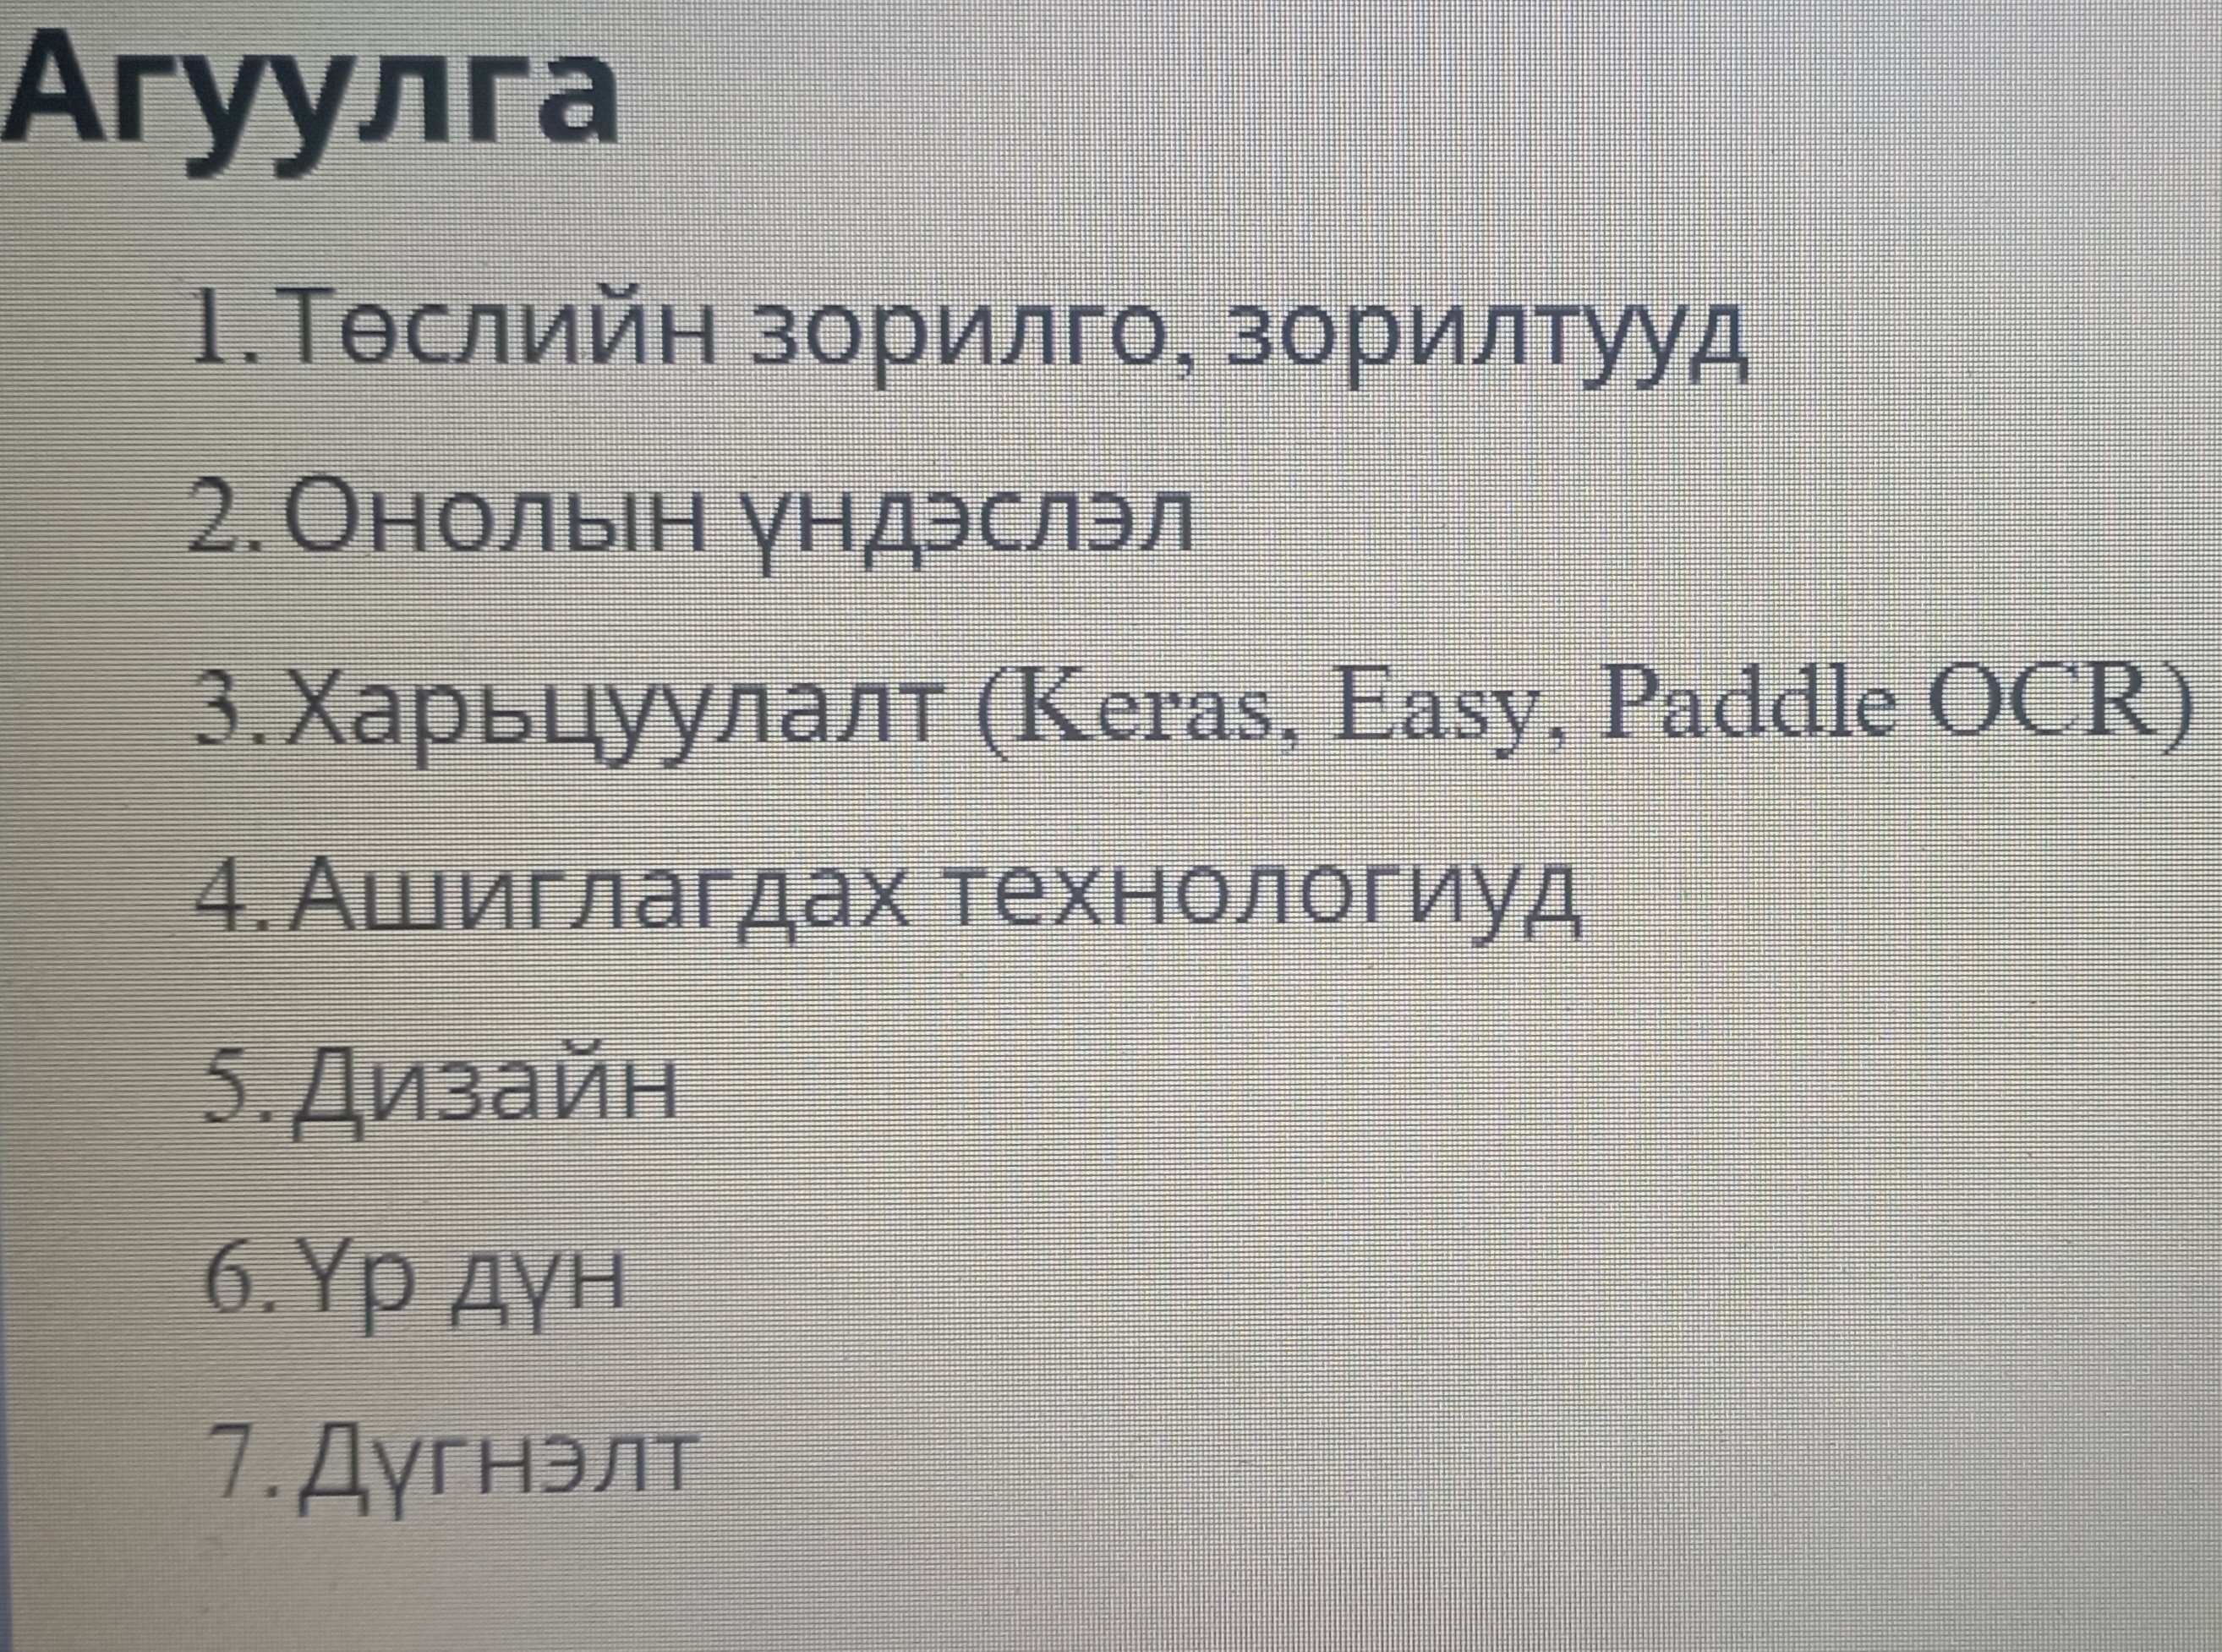 Агуулга
1. Төслийн зорилго, зорилтууд
2. Онолын үндэслэл
3. Харьцуулалт (Keras, Easy, Paddle OCR)
4. Ашиглагдах технологиуд
5. Дизайн
6. Үр дүн
7. Дүгнэлт